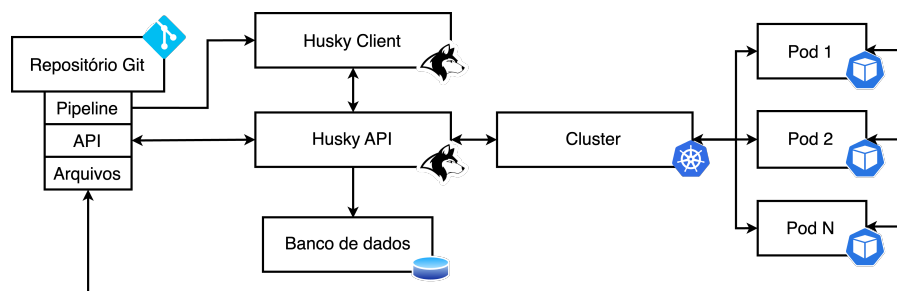 Repositório Git
Pipeline
API
Arquivos
Husky Client
Husky API
Banco de dados
Cluster
Pod 1
Pod 2
Pod N